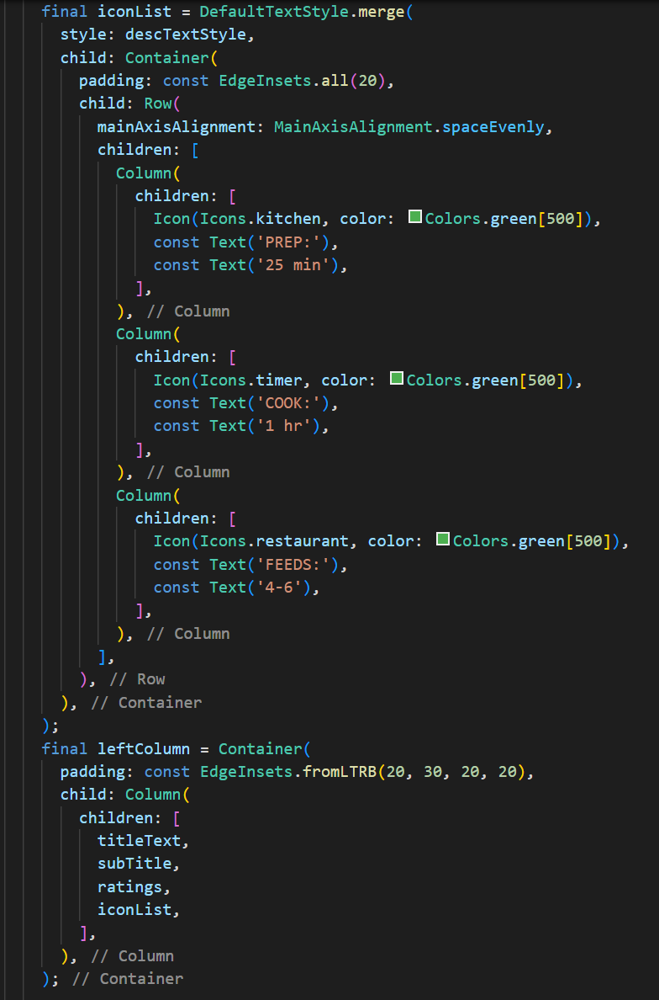 final iconList = DefaultTextStyle.merge(
  style: descTextStyle,
  child: Container(
    padding: const EdgeInsets.all(20),
    child: Row(
      mainAxisAlignment: MainAxisAlignment.spaceEvenly,
      children: [
        Column(
          children: [
            Icon(Icons.kitchen, color: Colors.green[500]),
            const Text('PREP:'),
            const Text('25 min'),
          ],
        ), // Column
        Column(
          children: [
            Icon(Icons.timer, color: Colors.green[500]),
            const Text('COOK:'),
            const Text('1 hr'),
          ],
        ), // Column
        Column(
          children: [
            Icon(Icons.restaurant, color: Colors.green[500]),
            const Text('FEEDS:'),
            const Text('4-6'),
          ],
        ), // Column
      ],
    ), // Row
  ), // Container
);
final leftColumn = Container(
  padding: const EdgeInsets.fromLTRB(20, 30, 20, 20),
  child: Column(
    children: [
      titleText,
      subTitle,
      ratings,
      iconList,
    ],
  ), // Column
); // Container